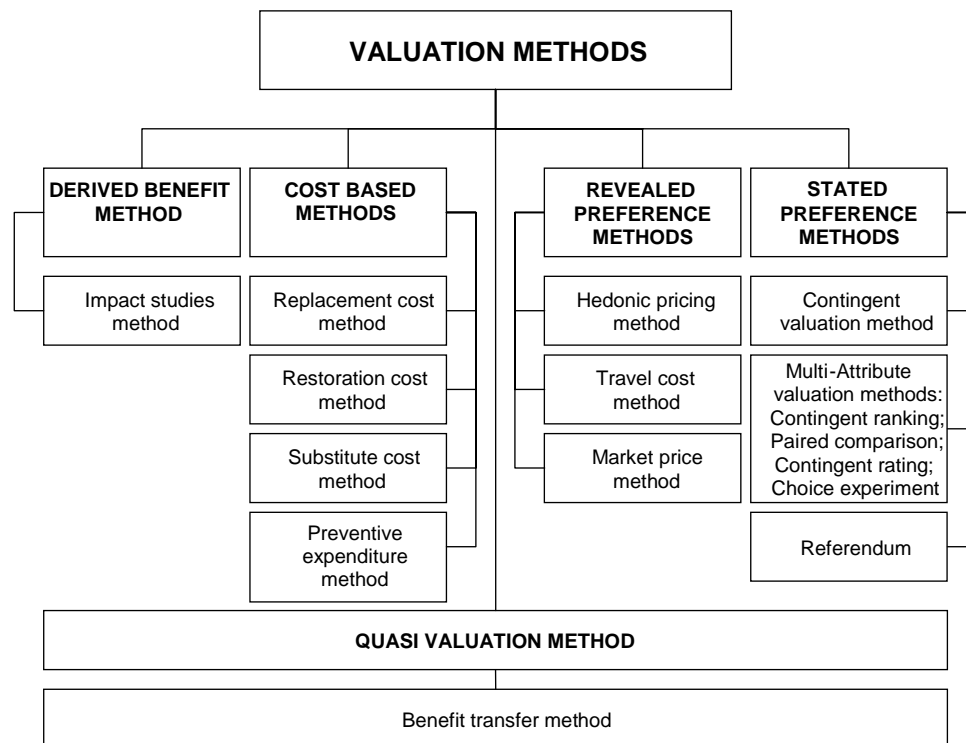 VALUATION METHODS
DERIVED BENEFIT
METHOD
Impact studies
method
COST BASED
METHODS
Replacement cost
method
Restoration cost
method
Substitute cost
method
Preventive
expenditure
method
REVEALED
PREFERENCE
METHODS
Hedonic pricing
method
Travel cost
method
Market price
method
STATED
PREFERENCE
METHODS
Contingent
valuation method
Multi-Attribute
valuation methods:
Contingent ranking;
Paired comparison;
Contingent rating;
Choice experiment
Referendum
QUASI VALUATION METHOD
Benefit transfer method